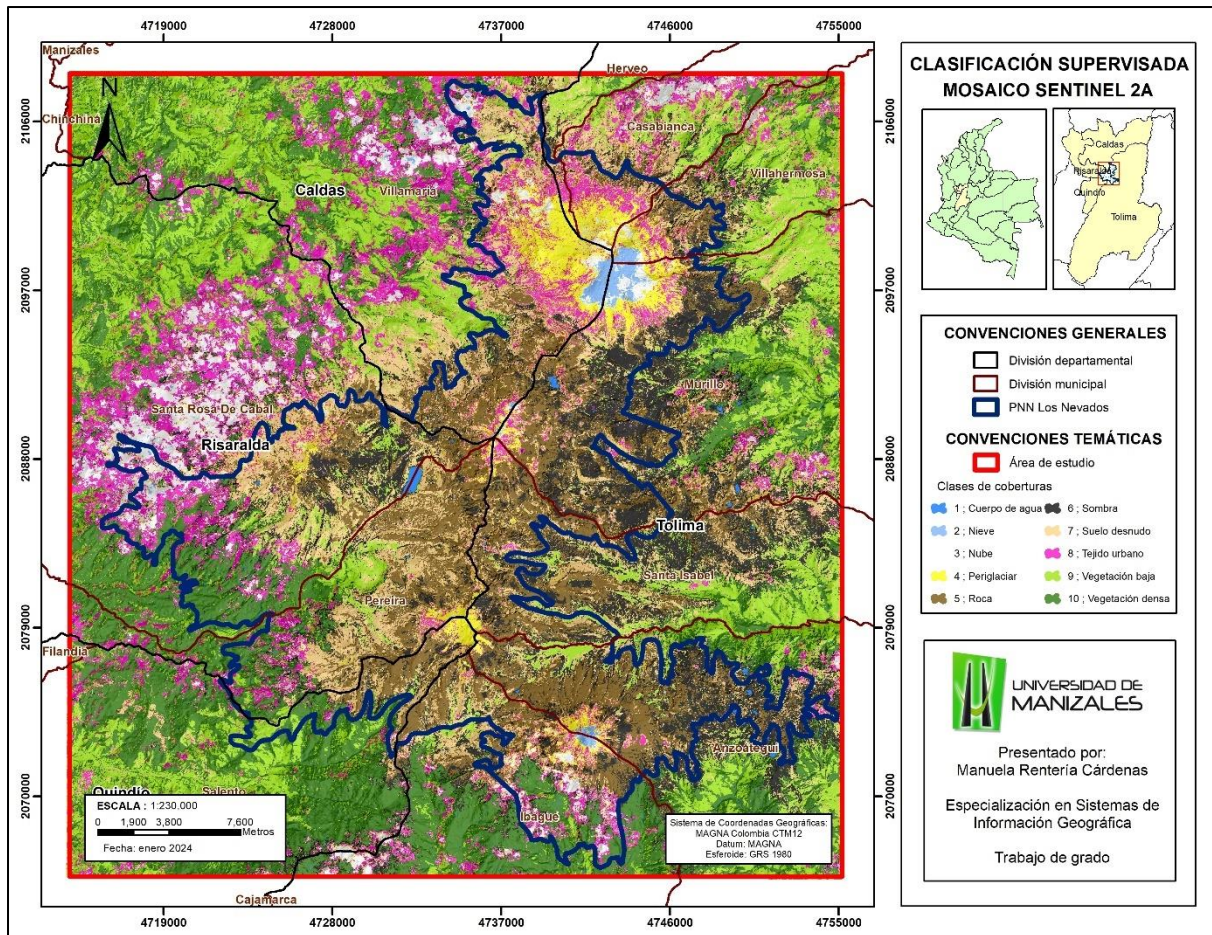 4719000
4728000
4737000
4746000
4755000
Manizales
Herveo
N
Chinchina
2106000
2106000
Casabianca
Villamaría
Villahermosa
Caldas
2097000
2097000
Murillo
Santa Rosa De Cabal
Risaralda
2088000
2088000
Tolima
Santa Isabel
Pereira
2079000
2079000
Filandia
Anzoategui
Quindío
Salento
2070000
2070000
Ibague
ESCALA : 1:230.000
0 1,900 3,800 7,600
Metros
Fecha: enero 2024
Sistema de Coordenadas Geográficas:
MAGNA Colombia CTM12
Datum: MAGNA
Esferoide: GRS 1980
Cajamarca
4719000
4728000
4737000
4746000
4755000
CLASIFICACIÓN SUPERVISADA
MOSAICO SENTINEL 2A
Caldas
Risaralda
Quindío
Tolima
CONVENCIONES GENERALES
División departamental
División municipal
PNN Los Nevados
CONVENCIONES TEMÁTICAS
Área de estudio
Clases de coberturas
1 ; Cuerpo de agua
2 ; Nieve
3 ; Nube
4 ; Periglaciar
5 ; Roca
6 ; Sombra
7 ; Suelo desnudo
8 ; Tejido urbano
9 ; Vegetación baja
10 ; Vegetación densa
UNIVERSIDAD DE
MANIZALES
Presentado por:
Manuela Rentería Cárdenas
Especialización en Sistemas de
Información Geográfica
Trabajo de grado